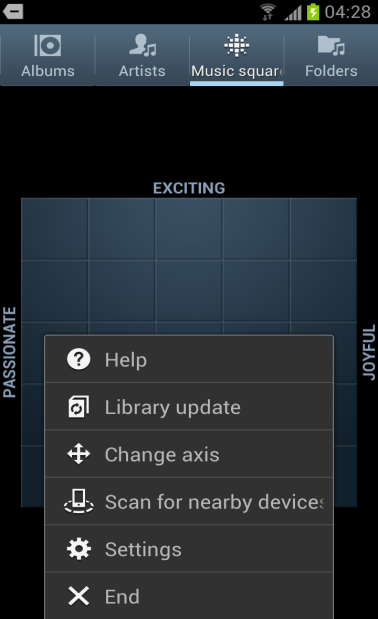 04:28
Albums
Artists
Music squar
Folders
EXCITING
PASSIONATE
JOYFUL
Help
Library update
Change axis
Scan for nearby devices
Settings
End